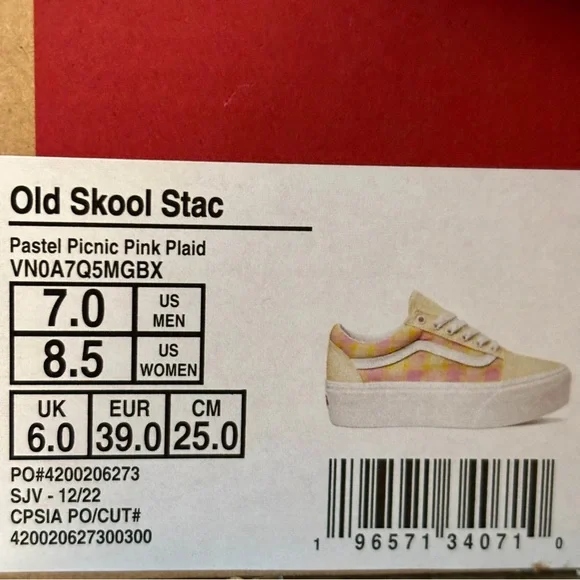 Old Skool Stac
Pastel Picnic Pink Plaid
VN0A7Q5MGBX
7.0 US MEN
8.5 US WOMEN
UK EUR CM
6.0 39.0 25.0
PO#4200206273
SJV - 12/22
CPSIA PO/CUT#
420020627300300
1 96571 34071 0